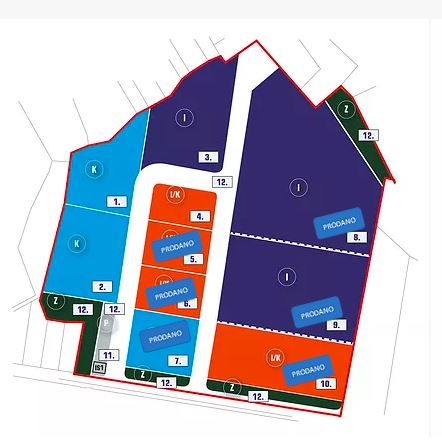 Z
12.
I
3.
K
1.
12.
I/K
4.
I
PRODANO
8.
PRODANO
5.
K
2.
PRODANO
6.
I
PRODANO
9.
Z
12.
12.
P
PRODANO
7.
11.
IS1
I/K
PRODANO
10.
Z
12.
Z
12.